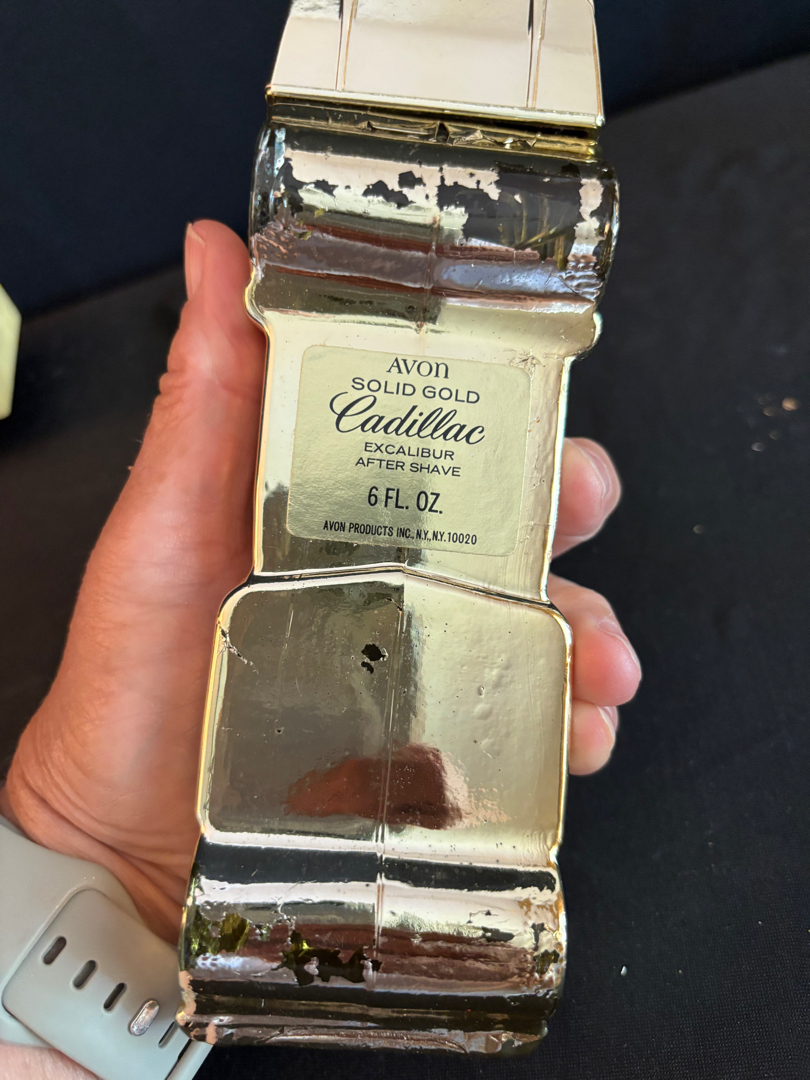 AVON
SOLID GOLD
Cadillac
EXCALIBUR
AFTER SHAVE
6 FL. OZ.
AVON PRODUCTS INC. N.Y., N.Y. 10020